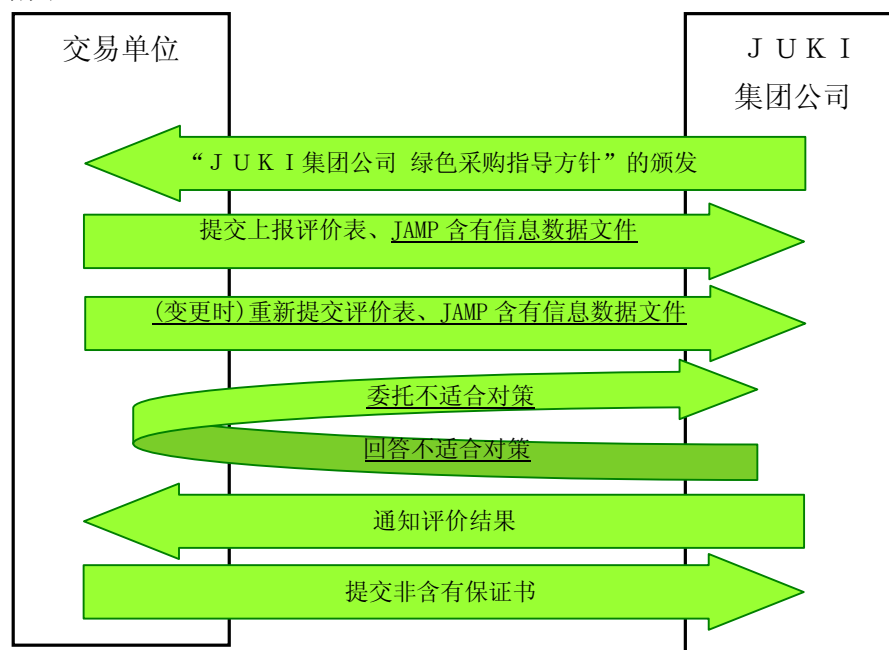 交易单位
ＪＵＫＩ
集团公司
“ＪＵＫＩ集团公司 绿色采购指导方针”的颁发
提交上报评价表、JAMP 含有信息数据文件
(变更时)重新提交评价表、JAMP 含有信息数据文件
委托不适合对策
回答不适合对策
通知评价结果
提交非含有保证书